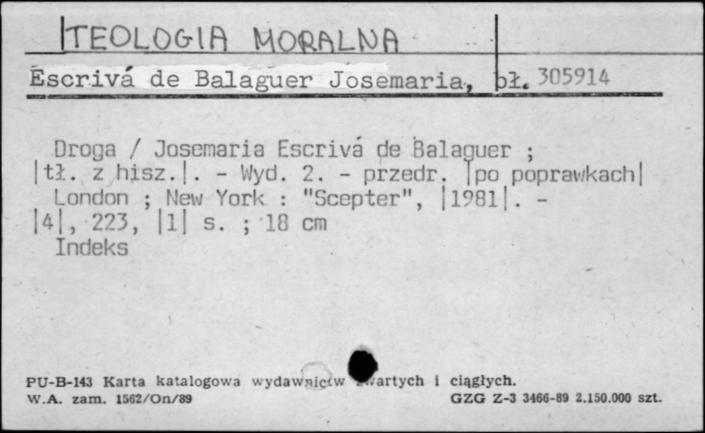 TEOLOGIA MORALNA
Escrivá de Balaguer Josemaria, bł. 305914
Droga / Josemaria Escrivá de Balaguer ;
|tł. z hisz.|. - Wyd. 2. - przedr. |po poprawkach|
London ; New York : "Scepter", |1981|. -
|4|, 223, |1| s. ; 18 cm
Indeks
PU-B-143 Karta katalogowa wydawnictw zwartych i ciągłych.
W.A. zam. 1562/On/89 GZG Z-3 3466-89 2.150.000 szt.